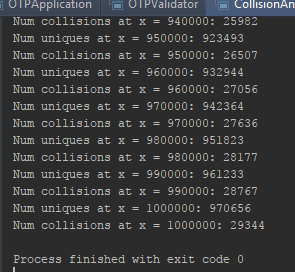 OTPApplication OTPValidator CollisionAn
Num collisions at x = 940000: 25982
Num uniques at x = 950000: 923493
Num collisions at x = 950000: 26507
Num uniques at x = 960000: 932944
Num collisions at x = 960000: 27056
Num uniques at x = 970000: 942364
Num collisions at x = 970000: 27636
Num uniques at x = 980000: 951823
Num collisions at x = 980000: 28177
Num uniques at x = 990000: 961233
Num collisions at x = 990000: 28767
Num uniques at x = 1000000: 970656
Num collisions at x = 1000000: 29344
Process finished with exit code 0